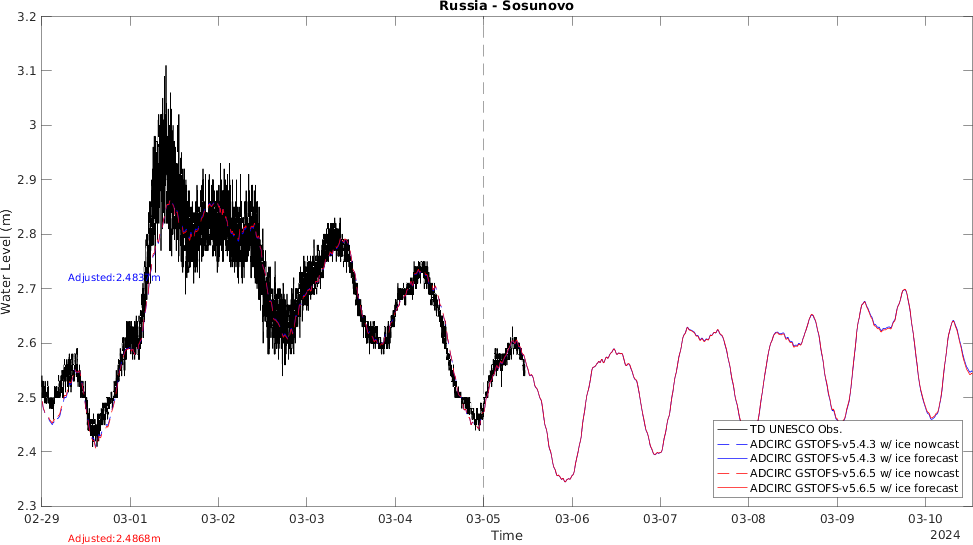 Russia - Sosunovo
3.2
3.1
3
2.9
2.8
2.7
2.6
2.5
2.4
2.3
Water Level (m)
Adjusted:2.4837m
TD UNESCO Obs.
ADCIRC GSTOFS-v5.4.3 w/ ice nowcast
ADCIRC GSTOFS-v5.4.3 w/ ice forecast
ADCIRC GSTOFS-v5.6.5 w/ ice nowcast
ADCIRC GSTOFS-v5.6.5 w/ ice forecast
02-29 03-01 03-02 03-03 03-04 03-05 03-06 03-07 03-08 03-09 03-10
Time
2024
Adjusted:2.4868m